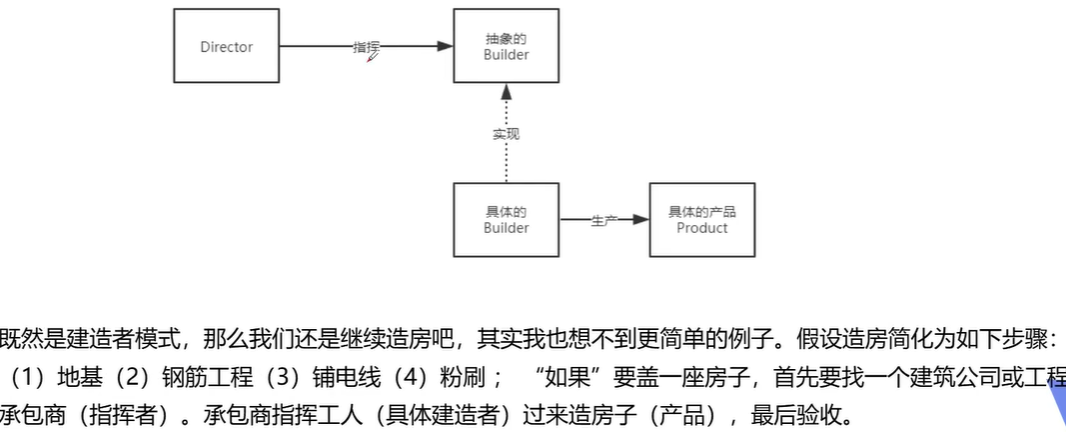 Director
指挥
抽象的
Builder
实现
具体的
Builder
生产
具体的产品
Product
既然是建造者模式，那么我们还是继续造房吧，其实我也想不到更简单的例子。假设造房简化为如下步骤：
（1）地基（2）钢筋工程（3）铺电线（4）粉刷； “如果”要盖一座房子，首先要找一个建筑公司或工程
承包商（指挥者）。承包商指挥工人（具体建造者）过来造房子（产品），最后验收。